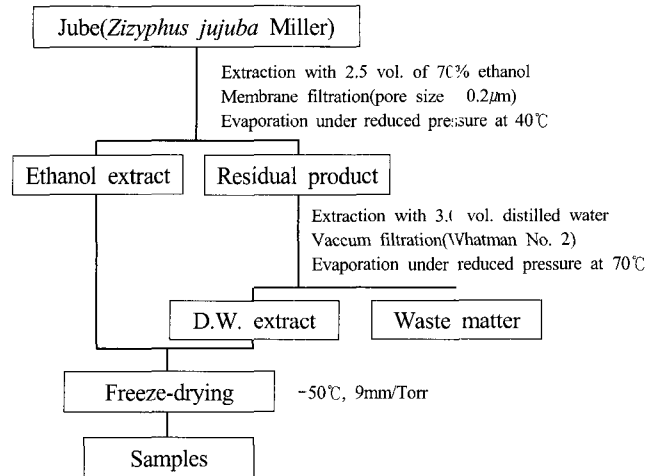 Jube(Zizyphus jujuba Miller)
Extraction with 2.5 vol. of 70% ethanol
Membrane filtration(pore size 0.2μm)
Evaporation under reduced pressure at 40℃
Ethanol extract
Residual product
Extraction with 3.( vol. distilled water
Vaccum filtration(Whatman No. 2)
Evaporation under reduced pressure at 70℃
D.W. extract
Waste matter
Freeze-drying
-50℃, 9mm/Torr
Samples